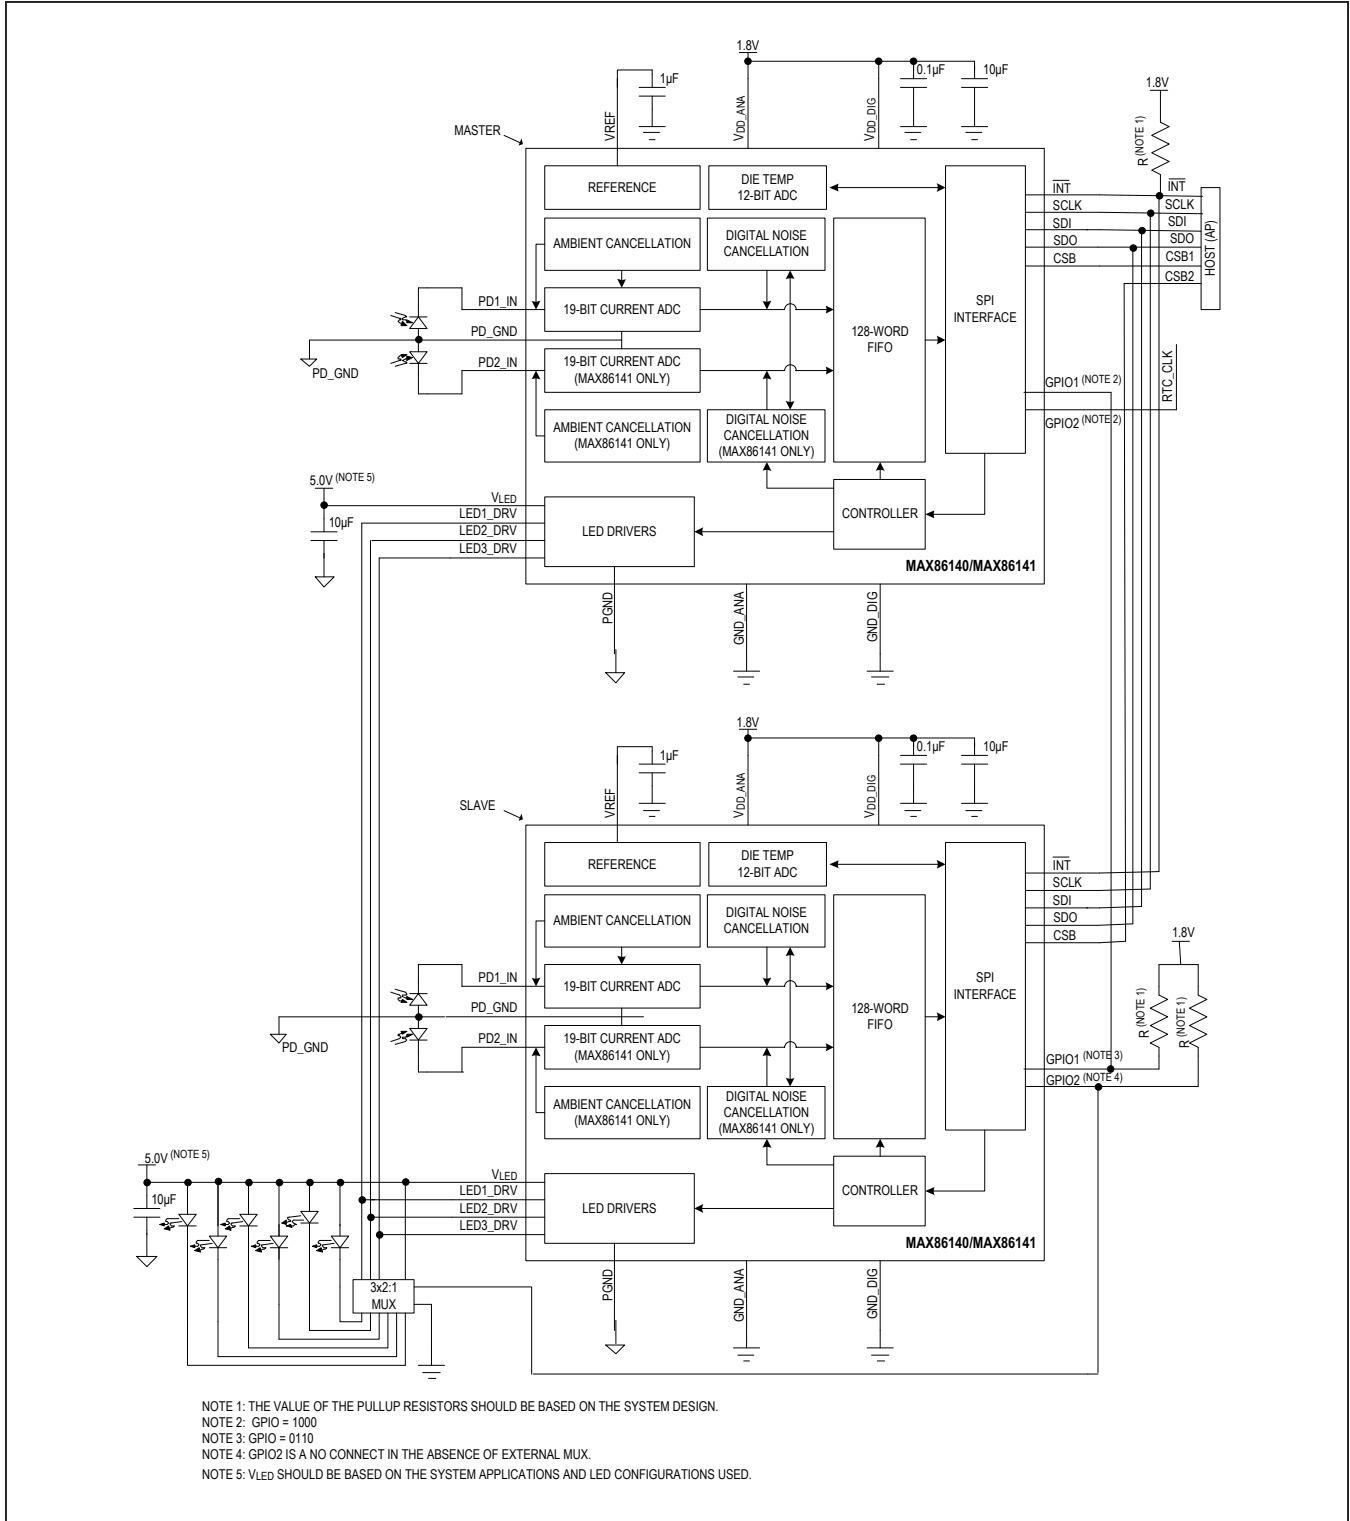 1.8V
1µF
0.1µF
10µF
1.8V
VREF
VDD_ANA
VDD_DIG
R (NOTE 1)
MASTER
REFERENCE
DIE TEMP
12-BIT ADC
INT
INT
SCLK
SCLK
SDI
SDI
SDO
SDO
CSB
CSB1
CSB2
HOST (AP)
AMBIENT CANCELLATION
DIGITAL NOISE
CANCELLATION
SPI
INTERFACE
PD1_IN
19-BIT CURRENT ADC
128-WORD
FIFO
PD_GND
PD_GND
PD2_IN
19-BIT CURRENT ADC
(MAX86141 ONLY)
GPIO1 (NOTE 2)
RTC_CLK
GPIO2 (NOTE 2)
AMBIENT CANCELLATION
(MAX86141 ONLY)
DIGITAL NOISE
CANCELLATION
(MAX86141 ONLY)
5.0V (NOTE 5)
10µF
VLED
LED1_DRV
LED2_DRV
LED3_DRV
LED DRIVERS
CONTROLLER
MAX86140/MAX86141
PGND
GND_ANA
GND_DIG
1.8V
1µF
0.1µF
10µF
VREF
VDD_ANA
VDD_DIG
SLAVE
REFERENCE
DIE TEMP
12-BIT ADC
INT
SCLK
SDI
SDO
CSB
AMBIENT CANCELLATION
DIGITAL NOISE
CANCELLATION
1.8V
SPI
INTERFACE
PD1_IN
19-BIT CURRENT ADC
128-WORD
FIFO
PD_GND
PD_GND
R (NOTE 1)
R (NOTE 1)
PD2_IN
19-BIT CURRENT ADC
(MAX86141 ONLY)
GPIO1 (NOTE 3)
GPIO2 (NOTE 4)
AMBIENT CANCELLATION
(MAX86141 ONLY)
DIGITAL NOISE
CANCELLATION
(MAX86141 ONLY)
5.0V (NOTE 5)
10µF
VLED
LED1_DRV
LED2_DRV
LED3_DRV
LED DRIVERS
CONTROLLER
MAX86140/MAX86141
3x2:1
MUX
PGND
GND_ANA
GND_DIG
NOTE 1: THE VALUE OF THE PULLUP RESISTORS SHOULD BE BASED ON THE SYSTEM DESIGN.
NOTE 2: GPIO = 1000
NOTE 3: GPIO = 0110
NOTE 4: GPIO2 IS A NO CONNECT IN THE ABSENCE OF EXTERNAL MUX.
NOTE 5: VLED SHOULD BE BASED ON THE SYSTEM APPLICATIONS AND LED CONFIGURATIONS USED.